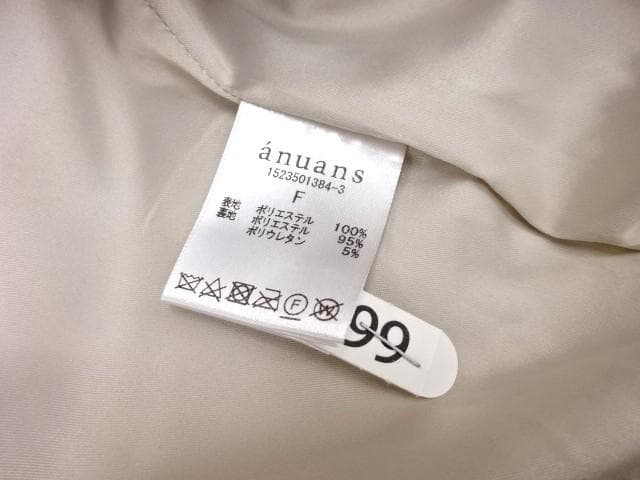 ánuans
1523501384-3
F
表地 ポリエステル 100%
裏地 ポリエステル 95%
ポリウレタン 5%
F W
99